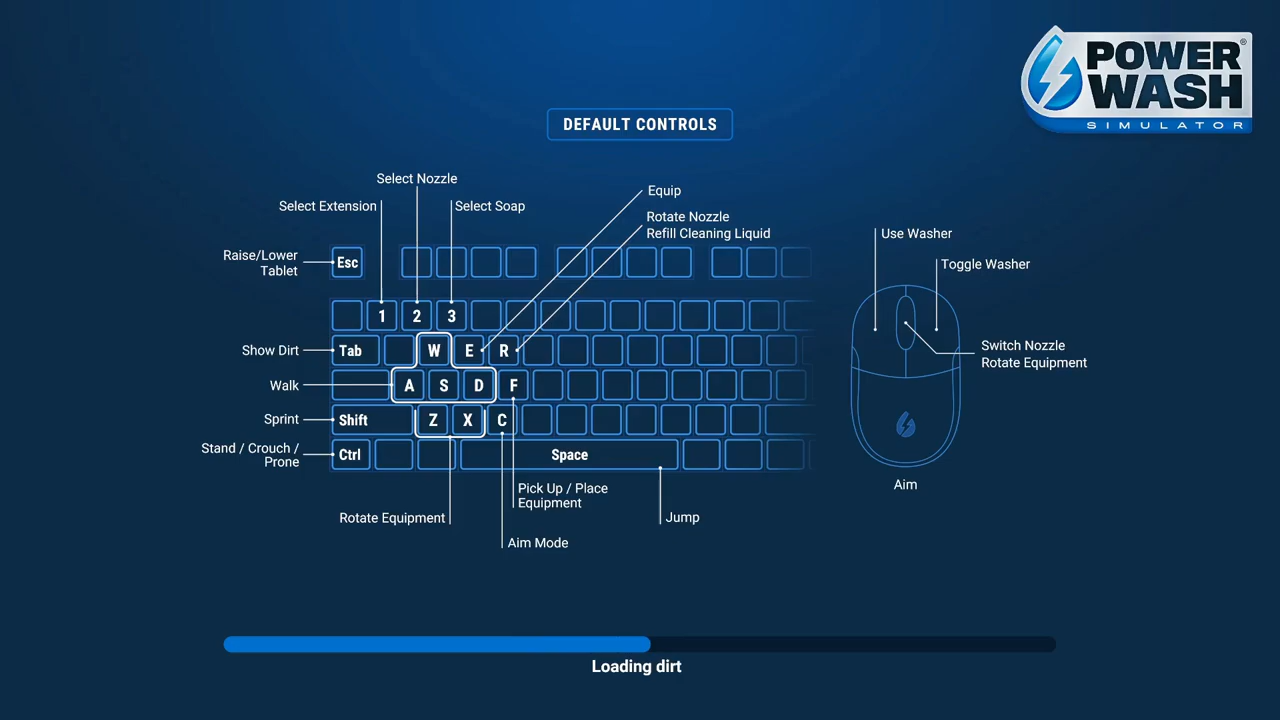 POWER
WASH
SIMULATOR
DEFAULT CONTROLS
Select Nozzle
Select Extension
Select Soap
Equip
Rotate Nozzle
Refill Cleaning Liquid
Raise/Lower
Tablet
Esc
1 2 3
Show Dirt
Tab W E R
Walk
A S D F
Sprint
Shift Z X C
Stand / Crouch /
Prone
Ctrl Space
Rotate Equipment
Pick Up / Place
Equipment
Aim Mode
Jump
Use Washer
Toggle Washer
Switch Nozzle
Rotate Equipment
Aim
Loading dirt